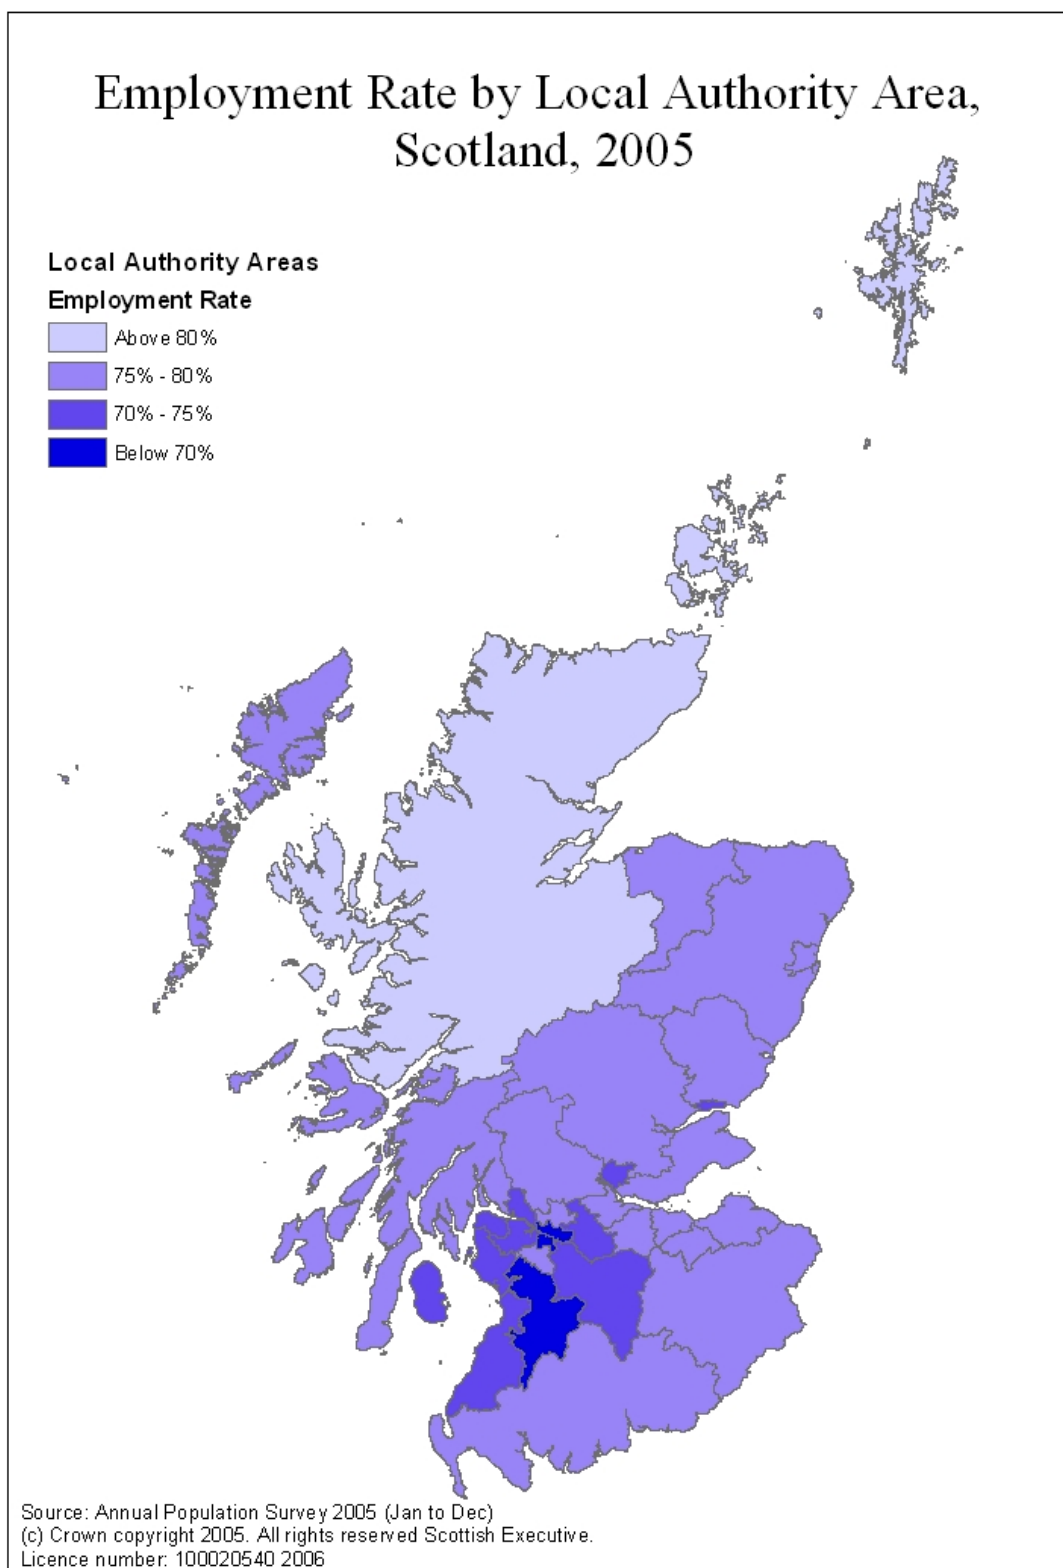 Employment Rate by Local Authority Area,
Scotland, 2005
Local Authority Areas
Employment Rate
Above 80%
75% - 80%
70% - 75%
Below 70%
Source: Annual Population Survey 2005 (Jan to Dec)
(c) Crown copyright 2005. All rights reserved Scottish Executive.
Licence number: 100020540 2006